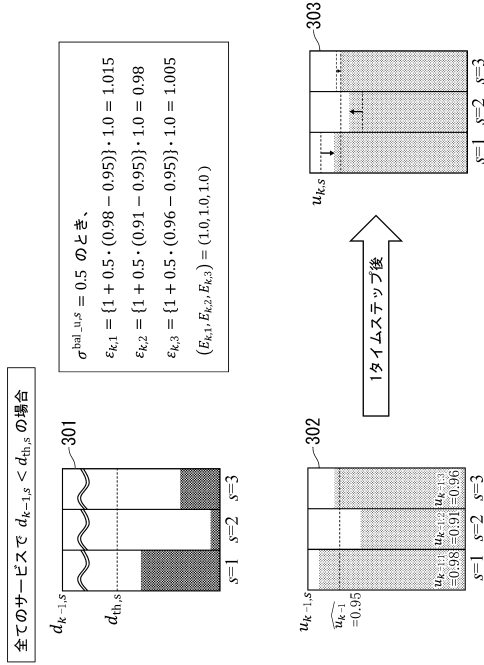 全てのサービスで d_{k−1,s} < d_{th,s} の場合
301
d_{k−1,s}
d_{th,s}
s=1 s=2 s=3
σ^{bal_u,s} = 0.5 のとき、
ε_{k,1} = {1 + 0.5 · (0.98 − 0.95)} · 1.0 = 1.015
ε_{k,2} = {1 + 0.5 · (0.91 − 0.95)} · 1.0 = 0.98
ε_{k,3} = {1 + 0.5 · (0.96 − 0.95)} · 1.0 = 1.005
(E_{k,1}, E_{k,2}, E_{k,3}) = (1.0, 1.0, 1.0 )
302
u_{k−1,s}
\widehat{u_{k−1}}
=0.95
u_{k−1,1} u_{k−1,2} u_{k−1,3}
=0.98 =0.91 =0.96
s=1 s=2 s=3
1タイムステップ後
303
u_{k,s}
s=1 s=2 s=3